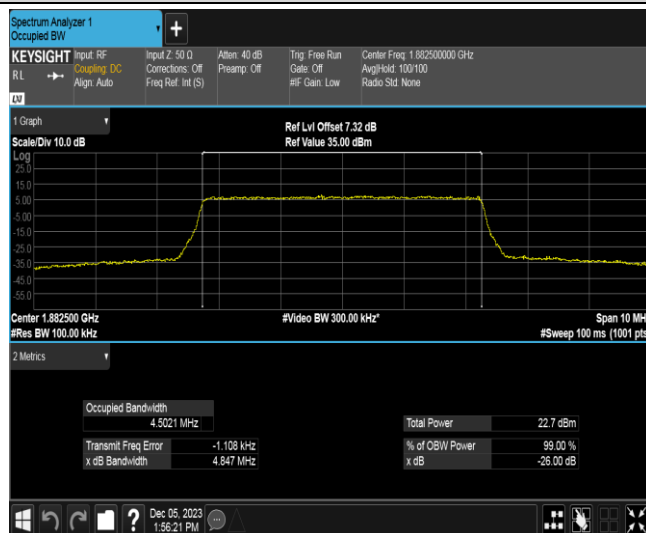 Spectrum Analyzer 1
Occupied BW
+
KEYSIGHT Input: RF Input Z: 50 Ω Atten: 40 dB Trig: Free Run Center Freq: 1.882500000 GHz
RL Coupling: DC Corrections: Off Preamp: Off Gate: Off Avg|Hold: 100/100
Align: Auto Freq Ref: Int (S) #IF Gain: Low Radio Std: None
LXI
1 Graph
Ref Lvl Offset 7.32 dB
Scale/Div 10.0 dB Ref Value 35.00 dBm
Log
25.0
15.0
5.00
-5.00
-15.0
-25.0
-35.0
-45.0
-55.0
Center 1.882500 GHz #Video BW 300.00 kHz* Span 10 MH
#Res BW 100.00 kHz #Sweep 100 ms (1001 pts
2 Metrics
Occupied Bandwidth
4.5021 MHz Total Power 22.7 dBm
Transmit Freq Error -1.108 kHz % of OBW Power 99.00 %
x dB Bandwidth 4.847 MHz x dB -26.00 dB
? Dec 05, 2023
1:56:21 PM